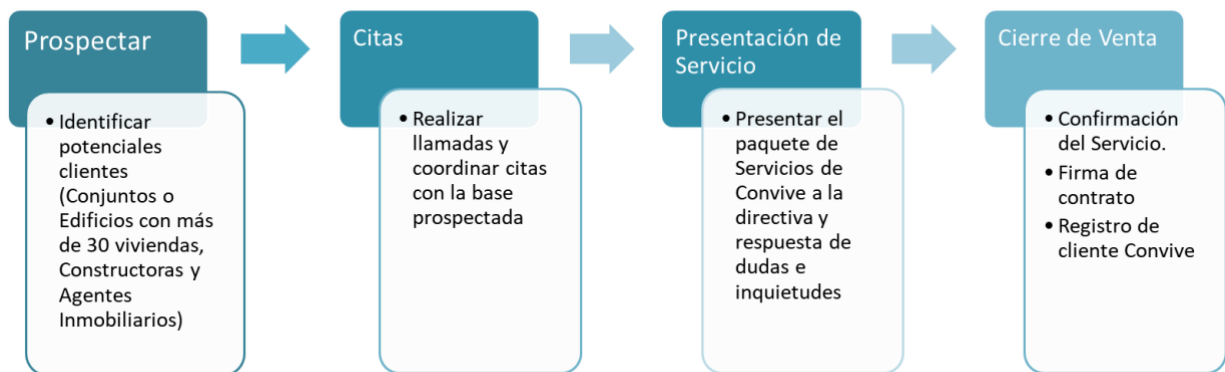 Prospectar
• Identificar
potenciales
clientes
(Conjuntos o
Edificios con más
de 30 viviendas,
Constructoras y
Agentes
Inmobiliarios)
Citas
• Realizar
llamadas y
coordinar citas
con la base
prospectada
Presentación de
Servicio
• Presentar el
paquete de
Servicios de
Convive a la
directiva y
respuesta de
dudas e
inquietudes
Cierre de Venta
• Confirmación
del Servicio.
• Firma de
contrato
• Registro de
cliente Convive